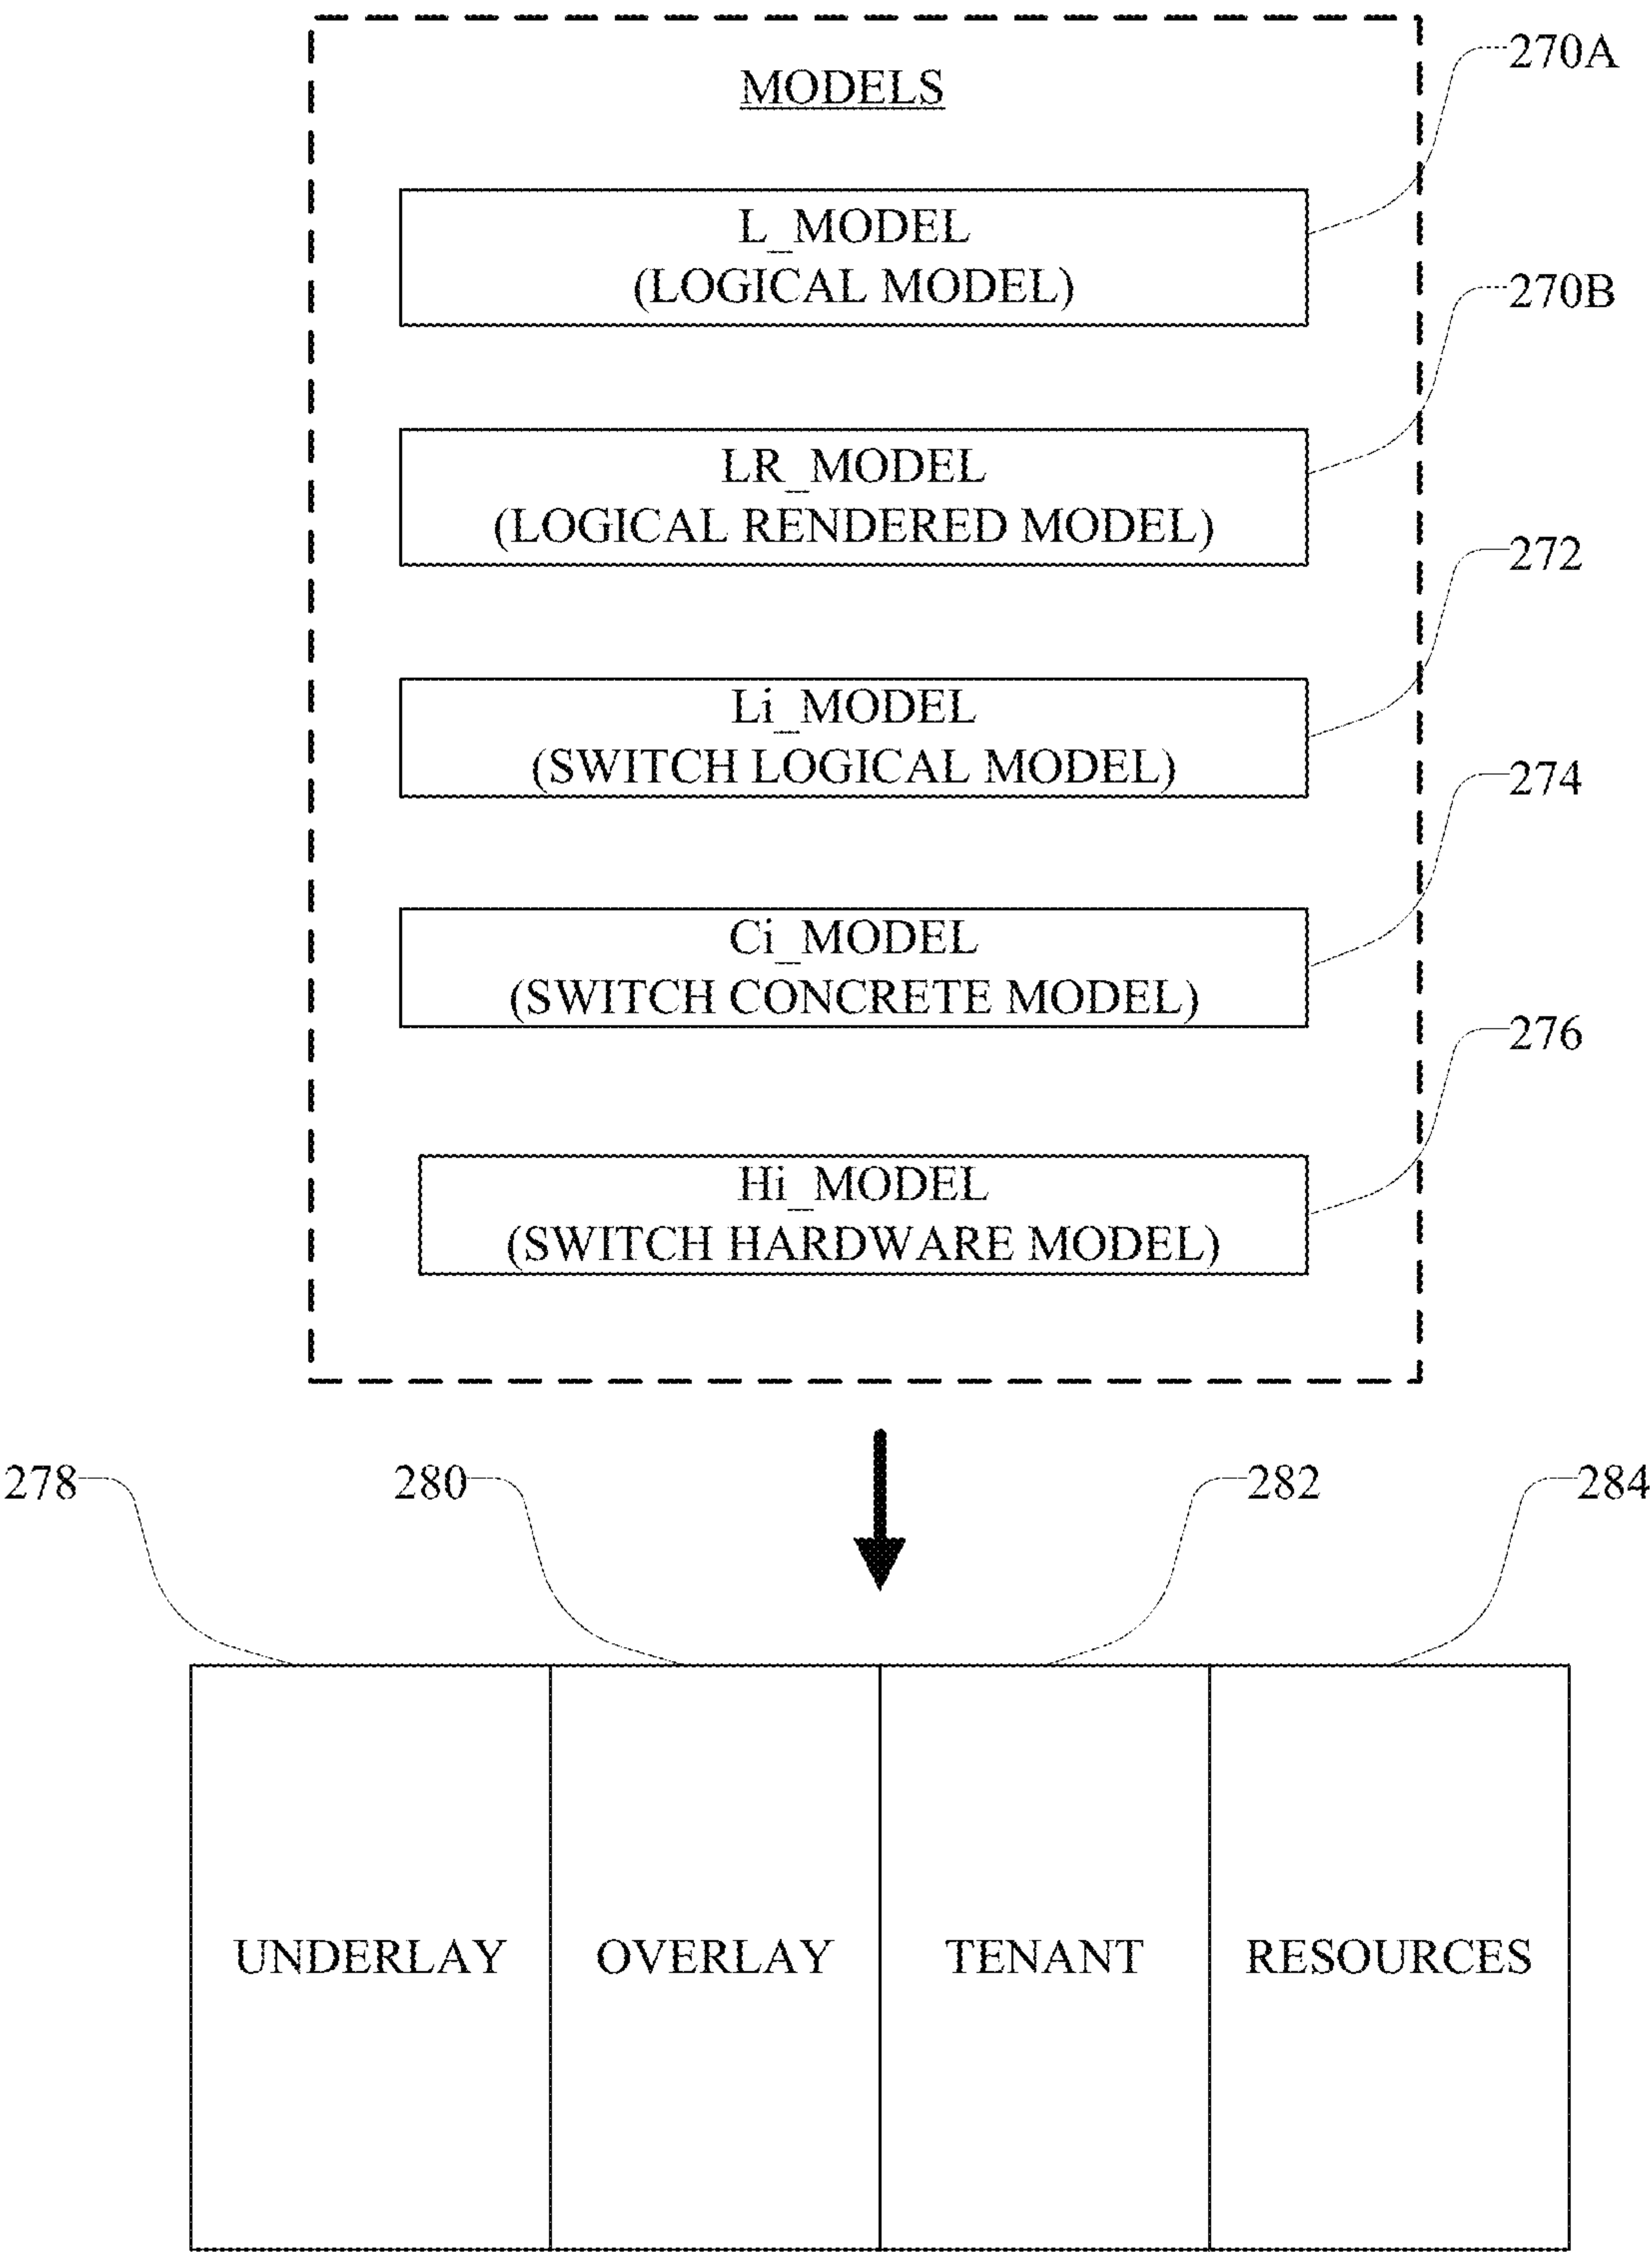 MODELS
270A
L_MODEL
(LOGICAL MODEL)
270B
LR_MODEL
(LOGICAL RENDERED MODEL)
272
Li_MODEL
(SWITCH LOGICAL MODEL)
274
Ci_MODEL
(SWITCH CONCRETE MODEL)
276
Hi_MODEL
(SWITCH HARDWARE MODEL)
278 280 282 284
UNDERLAY OVERLAY TENANT RESOURCES